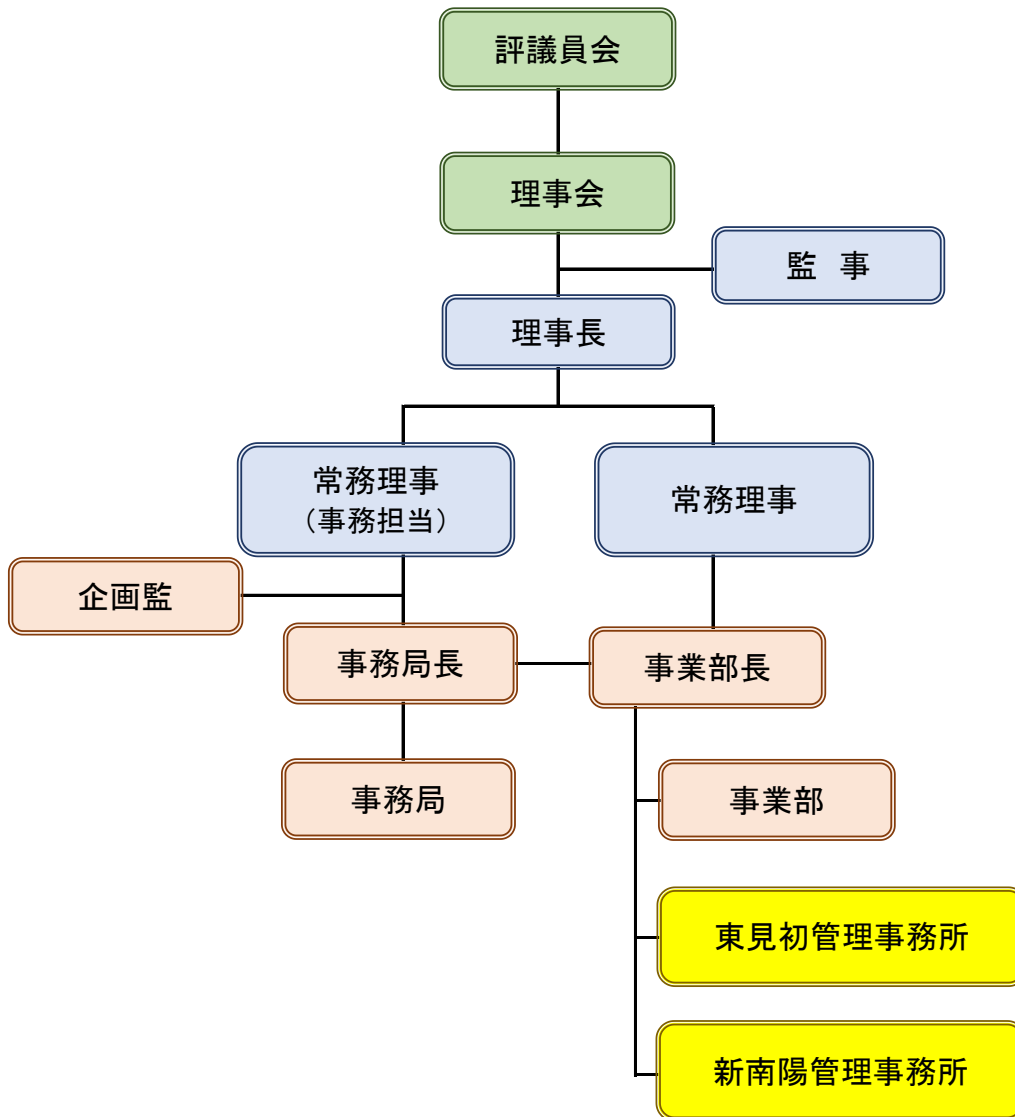 評議員会
理事会
監　事
理事長
常務理事
（事務担当）
常務理事
企画監
事務局長
事業部長
事務局
事業部
東見初管理事務所
新南陽管理事務所